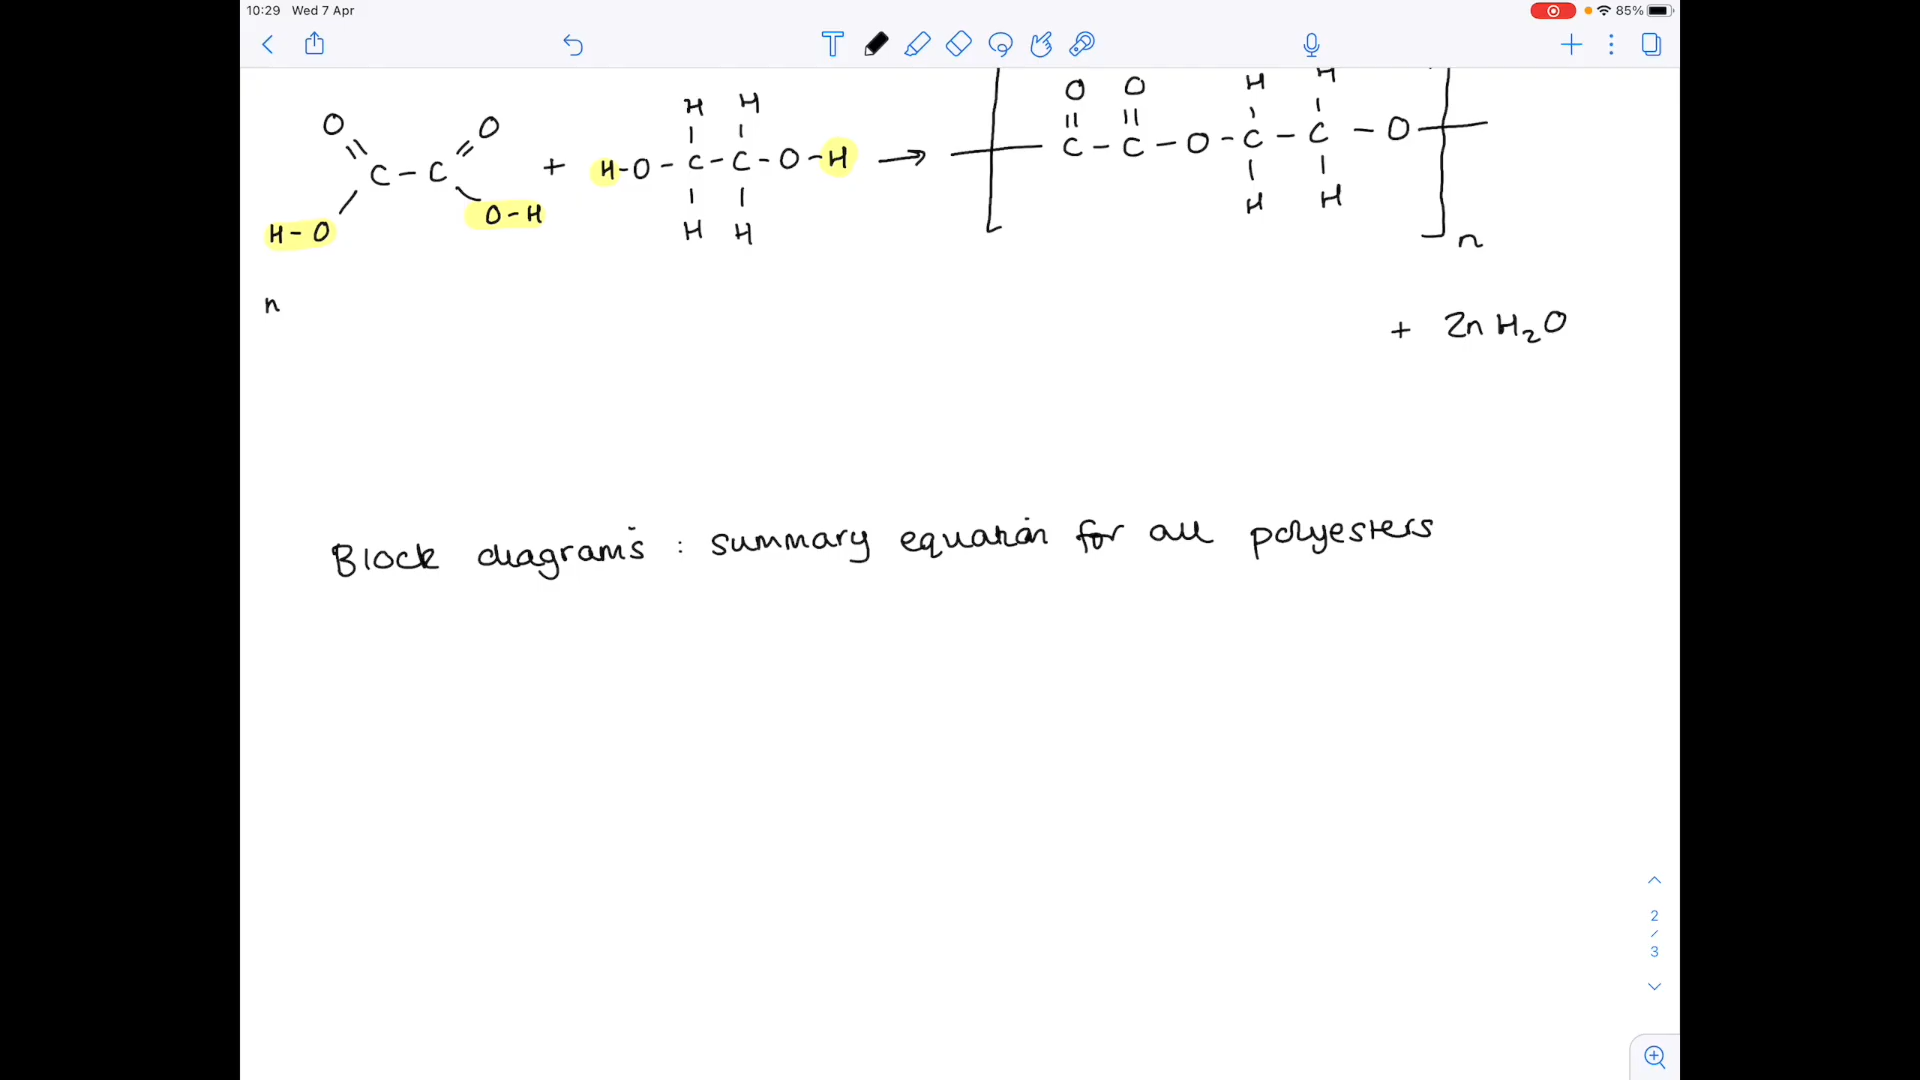 10:29 Wed 7 Apr
85%
T
O O H H
O O H H
C - C + H-O - C - C - O - H → C - C - O - C - C - O
H - O O - H
H H H H
n
n
+ 2n H2O
Block diagrams : summary equation for all polyesters
2
/
3